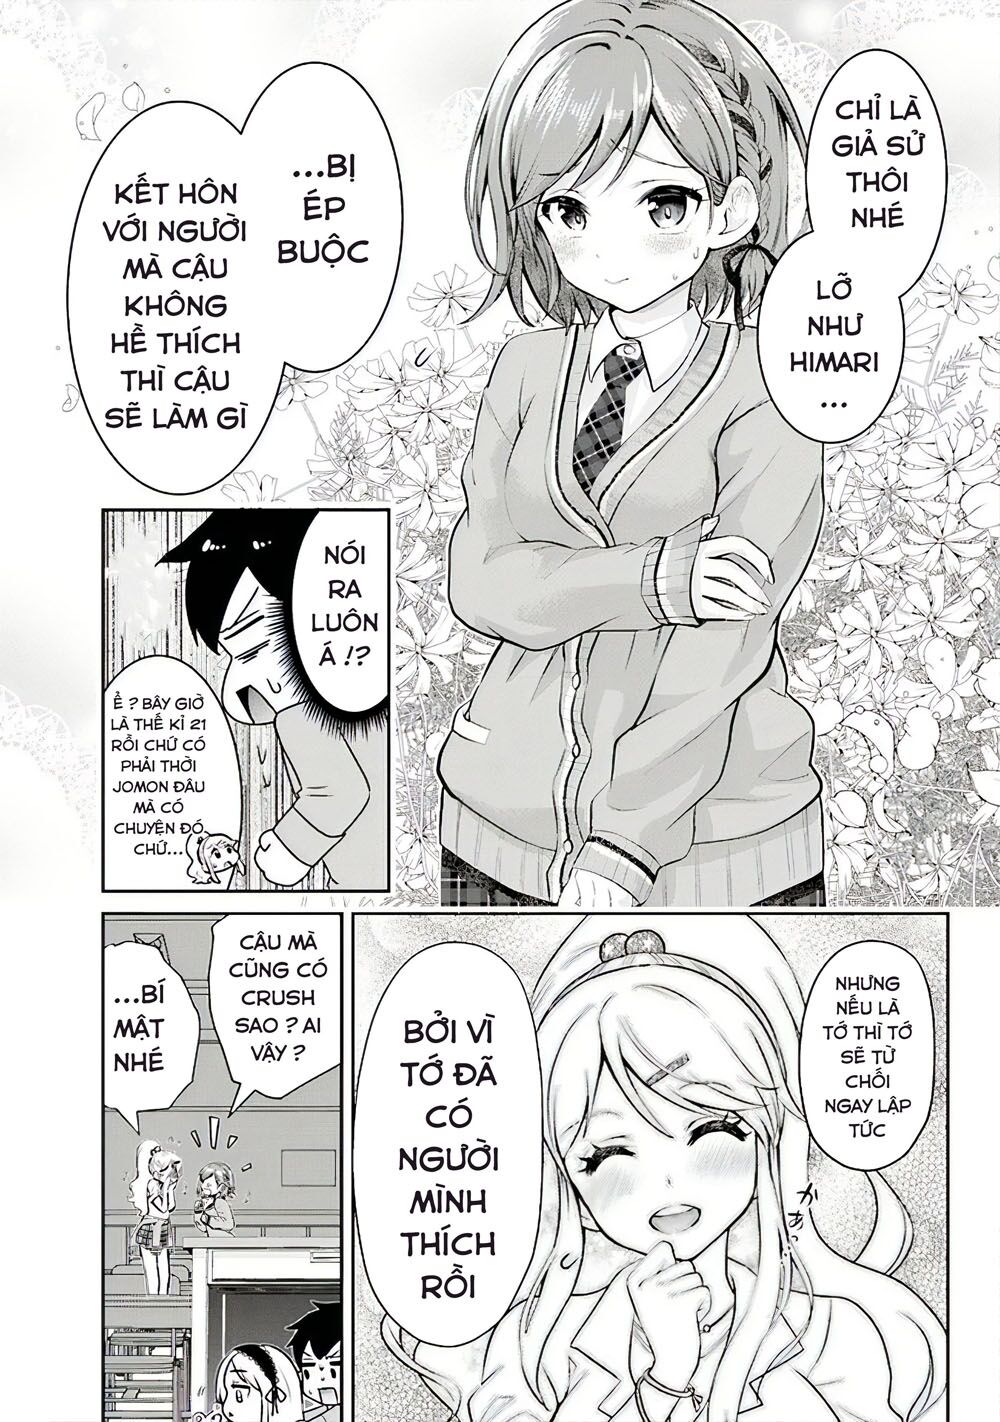 CHỈ LÀ
GIẢ SỬ
THÔI
NHÉ
LỠ
NHƯ
HIMARI
...
...BỊ
ÉP
BUỘC
KẾT HÔN
VỚI NGƯỜI
MÀ CẬU
KHÔNG
HỀ THÍCH
THÌ CẬU
SẼ LÀM GÌ
NÓI
RA
LUÔN
Á !?
Ể ? BÂY GIỜ
LÀ THẾ KỈ 21
RỒI CHỨ CÓ
PHẢI THỜI
JOMON ĐÂU
MÀ CÓ
CHUYỆN ĐÓ
CHỨ...
NHƯNG
NẾU LÀ
TỚ THÌ TỚ
SẼ TỪ
CHỐI
NGAY LẬP
TỨC
かぁっ
BỞI VÌ
TỚ ĐÃ
CÓ
NGƯỜI
MÌNH
THÍCH
RỒI
CẬU MÀ
CŨNG CÓ
CRUSH
SAO ? AI
VẬY ?
...BÍ
MẬT
NHÉ